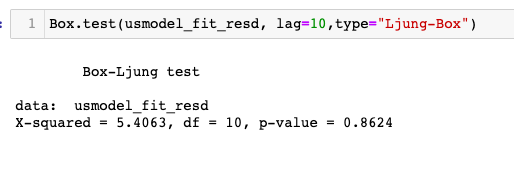 1 Box.test(usmodel_fit_resd, lag=10,type="Ljung-Box")
Box-Ljung test
data: usmodel_fit_resd
X-squared = 5.4063, df = 10, p-value = 0.8624